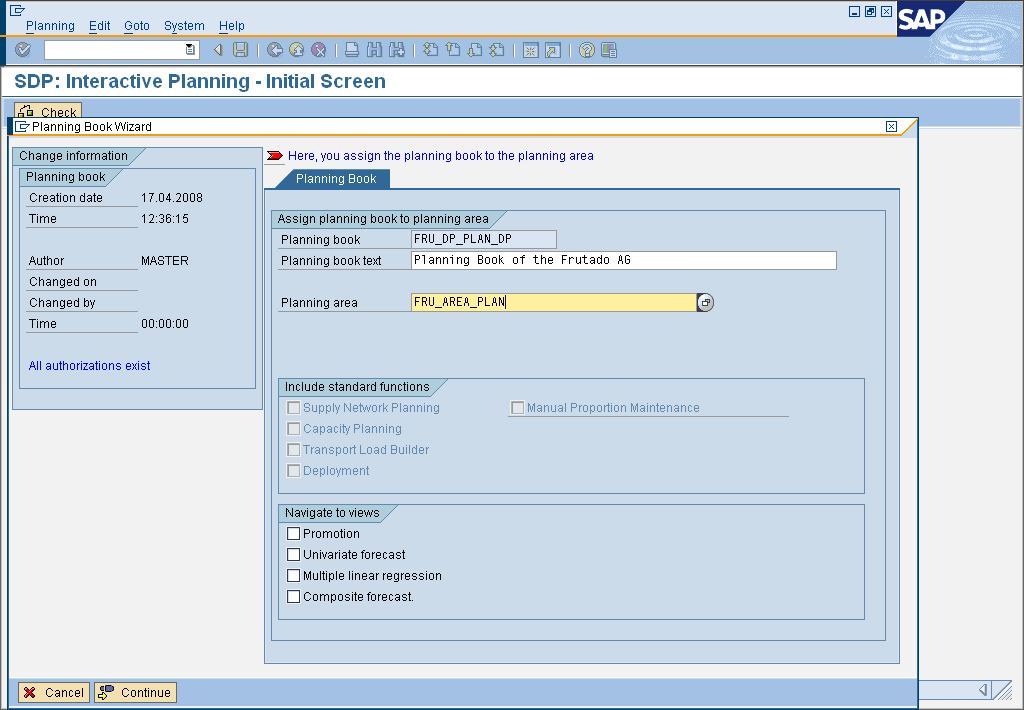 Planning Edit Goto System Help
SAP
SDP: Interactive Planning - Initial Screen
Check
Planning Book Wizard
Change information
Planning book
Creation date 17.04.2008
Time 12:36:15
Author MASTER
Changed on
Changed by
Time 00:00:00
All authorizations exist
Here, you assign the planning book to the planning area
Planning Book
Assign planning book to planning area
Planning book FRU_DP_PLAN_DP
Planning book text Planning Book of the Frutado AG
Planning area FRU_AREA_PLAN
Include standard functions
Supply Network Planning Manual Proportion Maintenance
Capacity Planning
Transport Load Builder
Deployment
Navigate to views
Promotion
Univariate forecast
Multiple linear regression
Composite forecast.
Cancel Continue